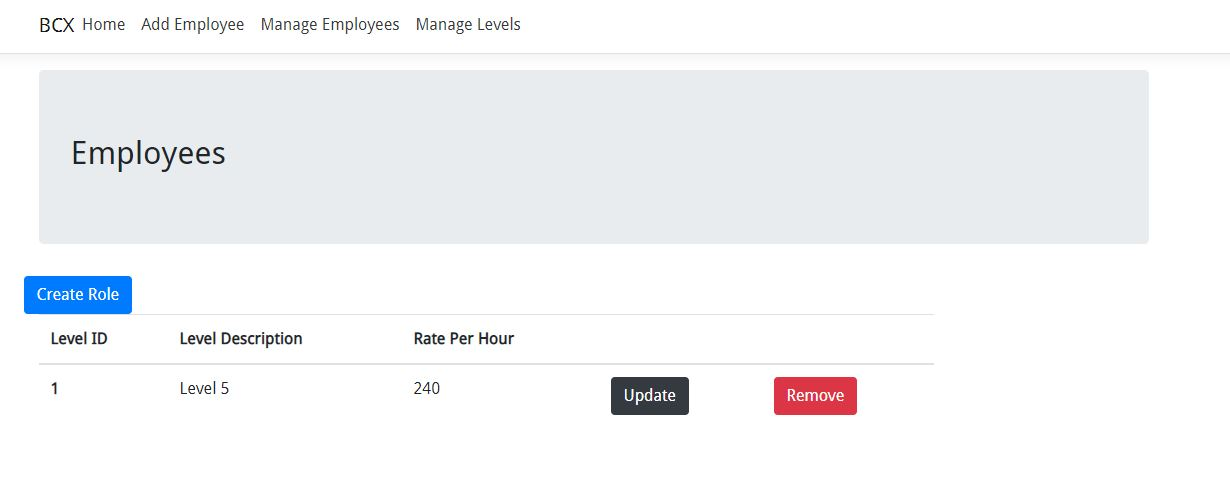 BCX Home Add Employee Manage Employees Manage Levels
Employees
Create Role
Level ID Level Description Rate Per Hour
1 Level 5 240 Update Remove